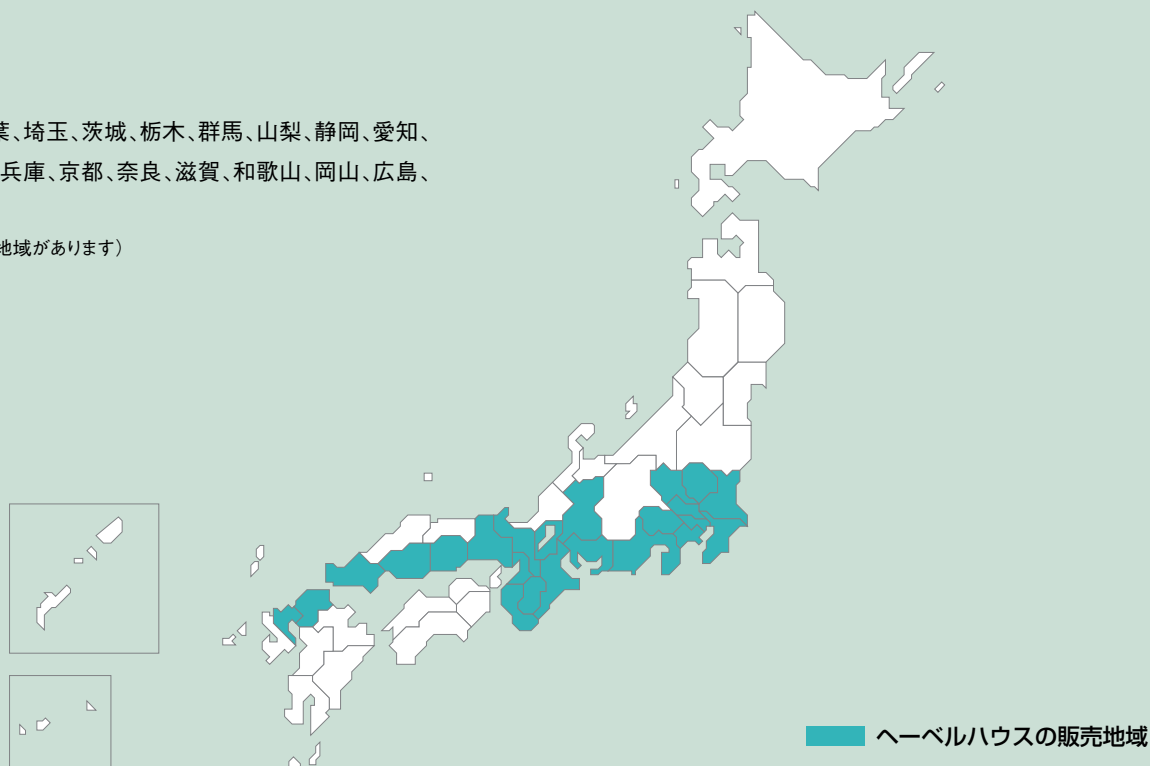 葉、埼玉、茨城、栃木、群馬、山梨、静岡、愛知、
兵庫、京都、奈良、滋賀、和歌山、岡山、広島、
地域があります）
ヘーベルハウスの販売地域